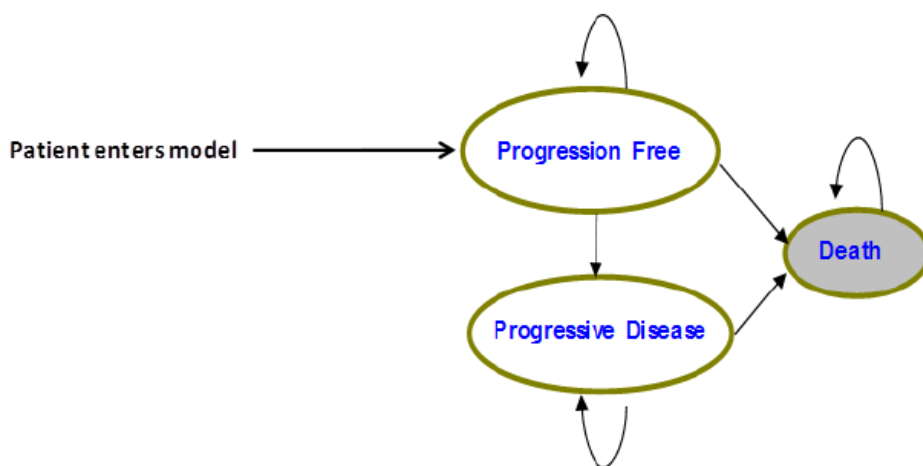 Patient enters model
Progression Free
Death
Progressive Disease